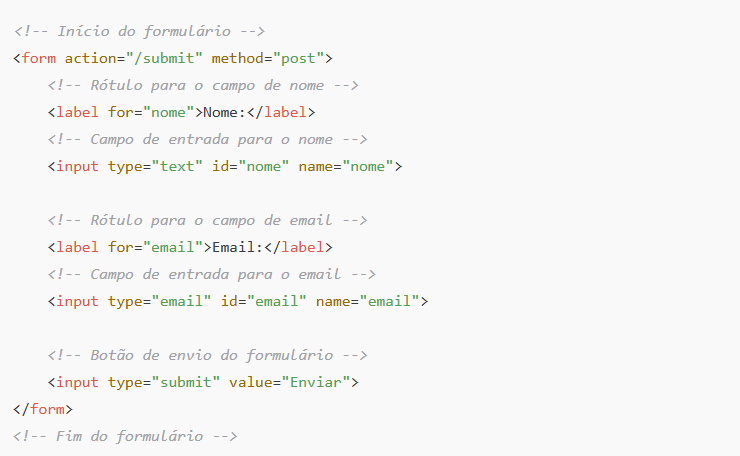 <!-- Início do formulário -->
<form action="/submit" method="post">
    <!-- Rótulo para o campo de nome -->
    <label for="nome">Nome:</label>
    <!-- Campo de entrada para o nome -->
    <input type="text" id="nome" name="nome">

    <!-- Rótulo para o campo de email -->
    <label for="email">Email:</label>
    <!-- Campo de entrada para o email -->
    <input type="email" id="email" name="email">

    <!-- Botão de envio do formulário -->
    <input type="submit" value="Enviar">
</form>
<!-- Fim do formulário -->